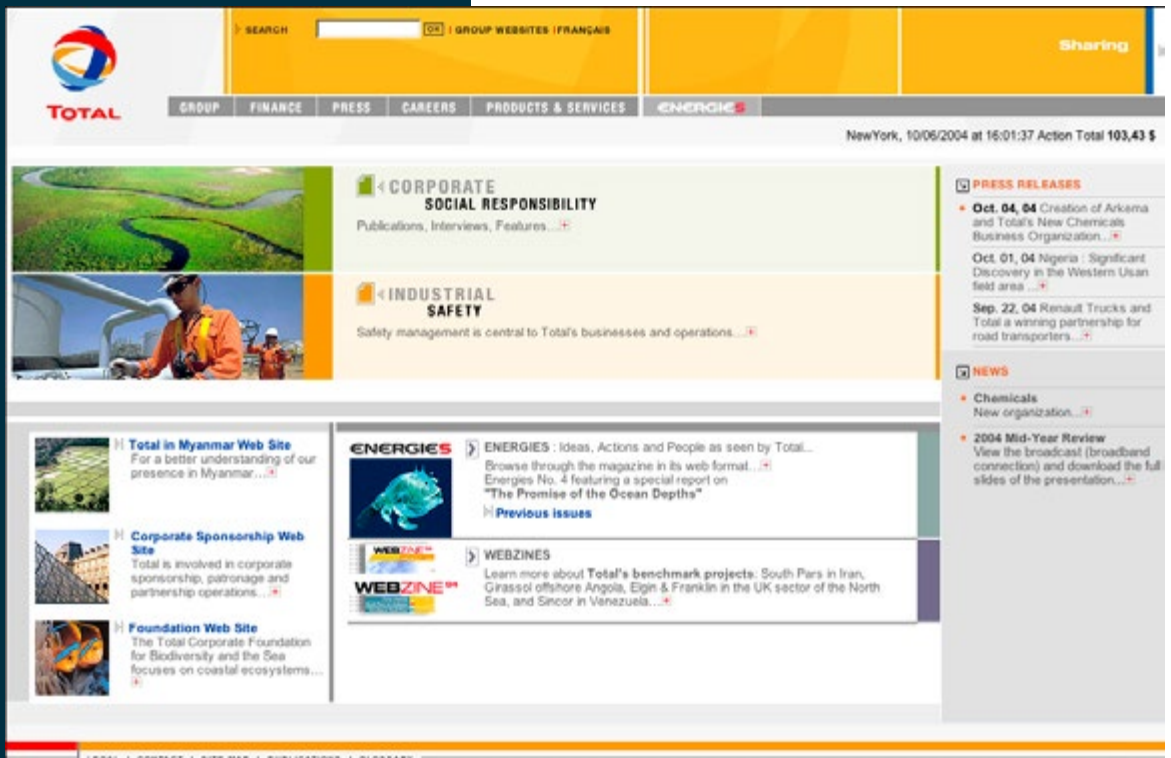 SEARCH
OK | GROUP WEBSITES | FRANÇAIS
Sharing
TOTAL
GROUP
FINANCE
PRESS
CAREERS
PRODUCTS & SERVICES
ENERGIES
NewYork, 10/06/2004 at 16:01:37 Action Total 103,43 $
CORPORATE
SOCIAL RESPONSIBILITY
Publications, Interviews, Features...
INDUSTRIAL
SAFETY
Safety management is central to Total's businesses and operations...
PRESS RELEASES
Oct. 04, 04 Creation of Arkema
and Total's New Chemicals
Business Organization...
Oct. 01, 04 Nigeria : Significant
Discovery in the Western Usan
field area ...
Sep. 22, 04 Renault Trucks and
Total a winning partnership for
road transporters...
NEWS
Chemicals
New organization...
2004 Mid-Year Review
View the broadcast (broadband
connection) and download the full
slides of the presentation...
Total in Myanmar Web Site
For a better understanding of our
presence in Myanmar...
Corporate Sponsorship Web
Site
Total is involved in corporate
sponsorship, patronage and
partnership operations...
Foundation Web Site
The Total Corporate Foundation
for Biodiversity and the Sea
focuses on coastal ecosystems...
ENERGIES
ENERGIES : Ideas, Actions and People as seen by Total...
Browse through the magazine in its web format...
Energies No. 4 featuring a special report on
"The Promise of the Ocean Depths"
Previous issues
WEBZINE
WEBZINE
WEBZINES
Learn more about Total's benchmark projects: South Pars in Iran,
Girassol offshore Angola, Elgin & Franklin in the UK sector of the North
Sea, and Sincor in Venezuela...